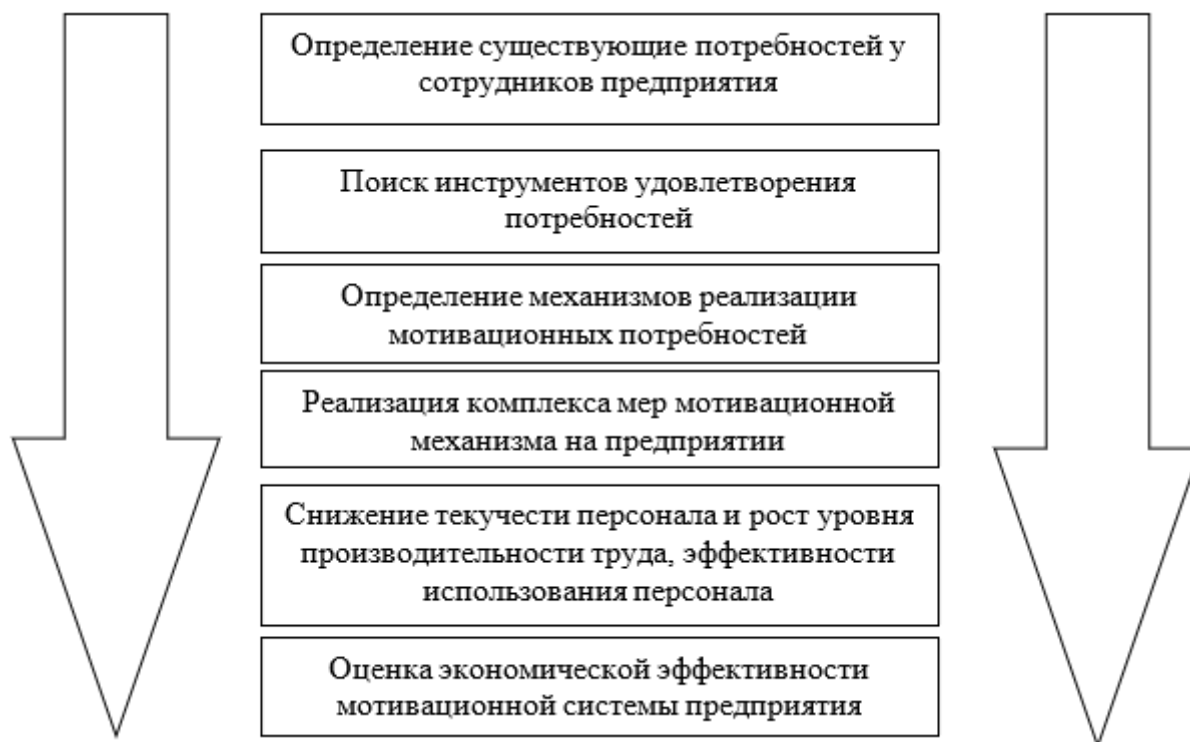 Определение существующие потребностей у
сотрудников предприятия
Поиск инструментов удовлетворения
потребностей
Определение механизмов реализации
мотивационных потребностей
Реализация комплекса мер мотивационной
механизма на предприятии
Снижение текучести персонала и рост уровня
производительности труда, эффективности
использования персонала
Оценка экономической эффективности
мотивационной системы предприятия